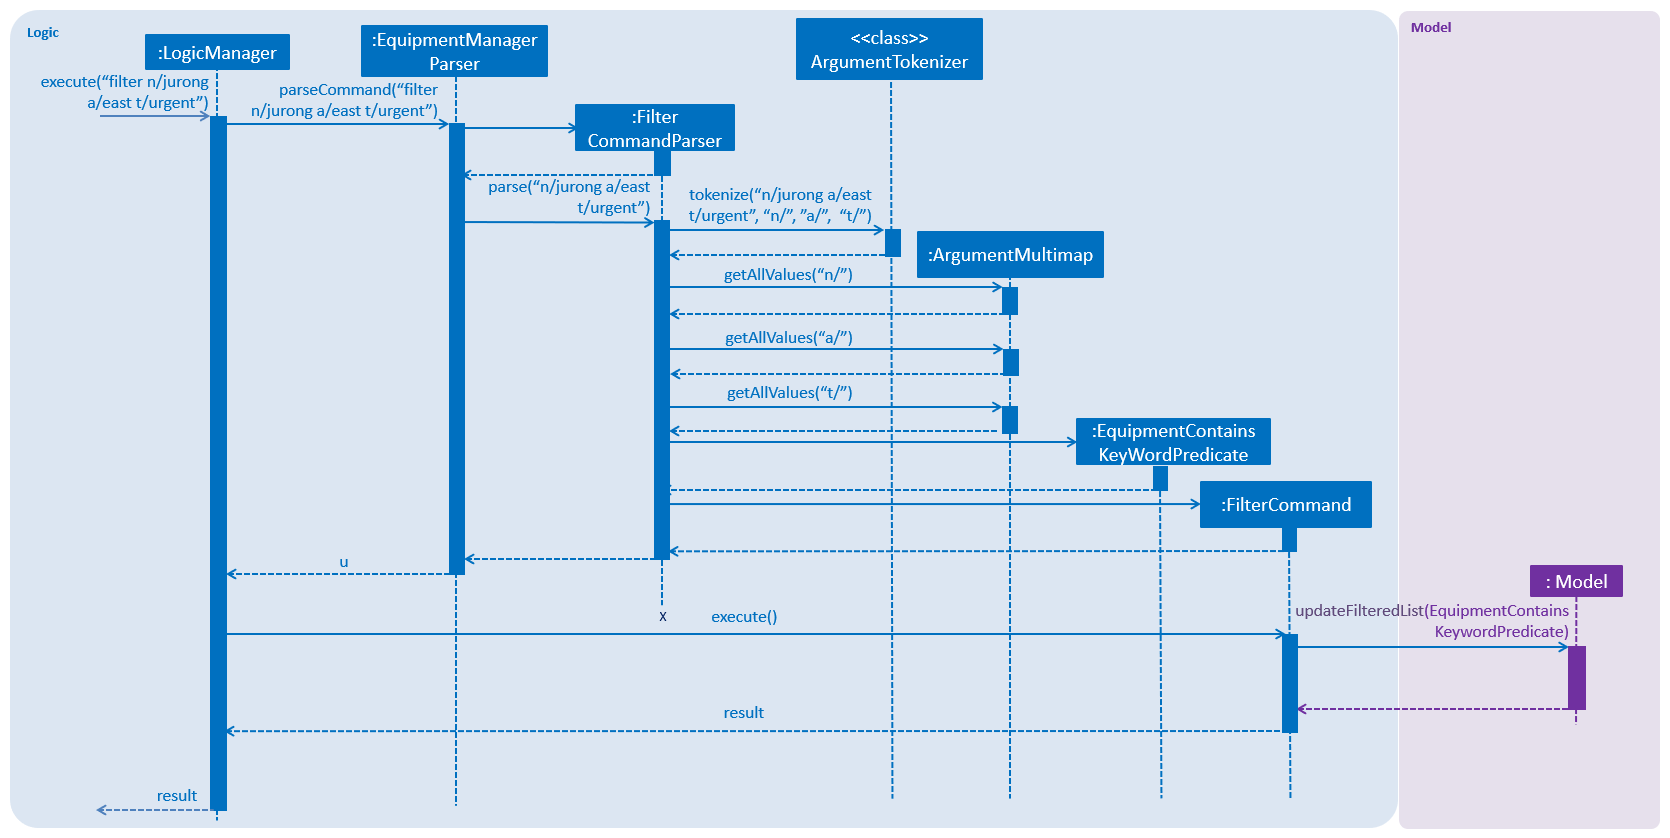 Logic
Model
:LogicManager
:EquipmentManager
Parser
<<class>>
ArgumentTokenizer
execute(“filter n/jurong
a/east t/urgent”)
parseCommand(“filter
n/jurong a/east t/urgent”)
:Filter
CommandParser
parse(“n/jurong a/east
t/urgent”)
tokenize(“n/jurong a/east
t/urgent”, “n/”, ”a/”,  “t/”)
:ArgumentMultimap
getAllValues(“n/”)
getAllValues(“a/”)
getAllValues(“t/”)
:EquipmentContains
KeyWordPredicate
:FilterCommand
u
: Model
x
execute()
updateFilteredList(EquipmentContains
KeywordPredicate)
result
result